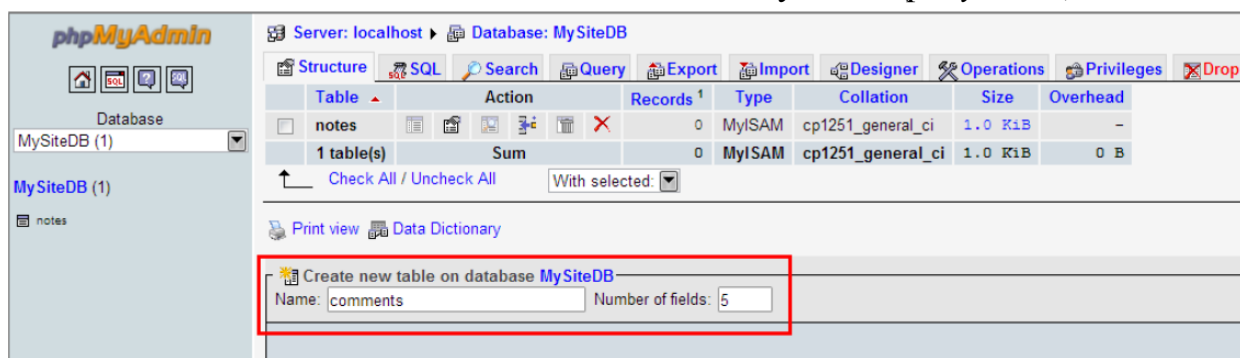 phpMyAdmin
Database
MySiteDB (1)
MySiteDB (1)
notes
Server: localhost ▸ Database: MySiteDB
Structure SQL Search Query Export Import Designer Operations Privileges Drop
Table Action Records 1 Type Collation Size Overhead
notes 0 MyISAM cp1251_general_ci 1.0 KiB -
1 table(s) Sum 0 MyISAM cp1251_general_ci 1.0 KiB 0 B
Check All / Uncheck All With selected:
Print view Data Dictionary
Create new table on database MySiteDB
Name: comments Number of fields: 5